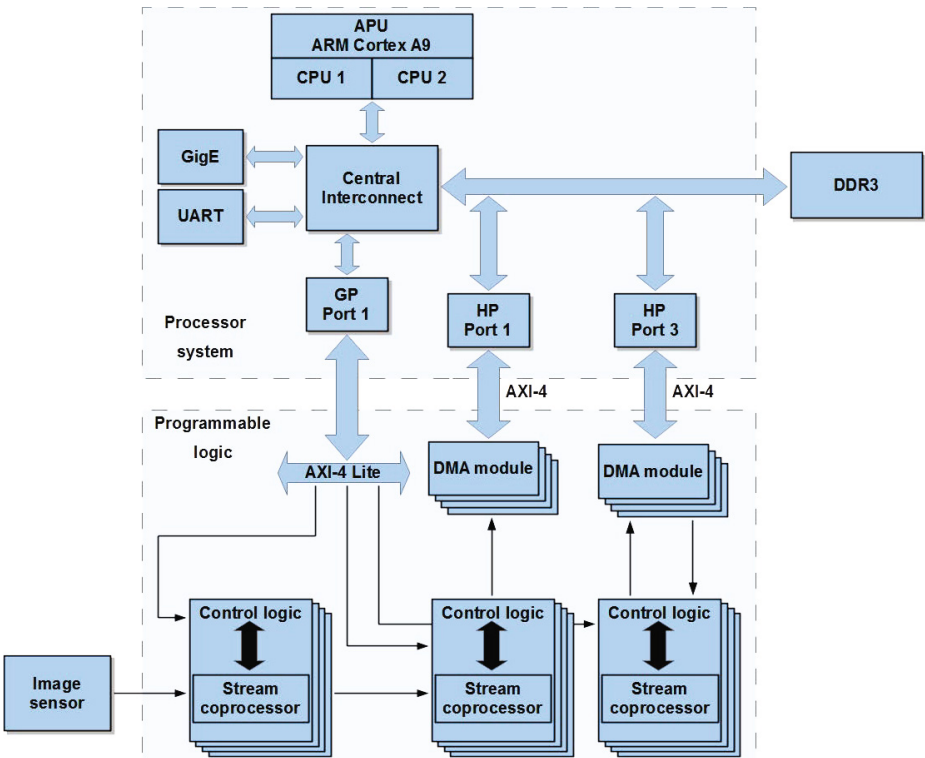 APU
ARM Cortex A9
CPU 1
CPU 2
GigE
UART
Central
Interconnect
DDR3
GP
Port 1
HP
Port 1
HP
Port 3
Processor
system
AXI-4
AXI-4
Programmable
logic
AXI-4 Lite
DMA module
DMA module
Control logic
Control logic
Control logic
Image
sensor
Stream
coprocessor
Stream
coprocessor
Stream
coprocessor